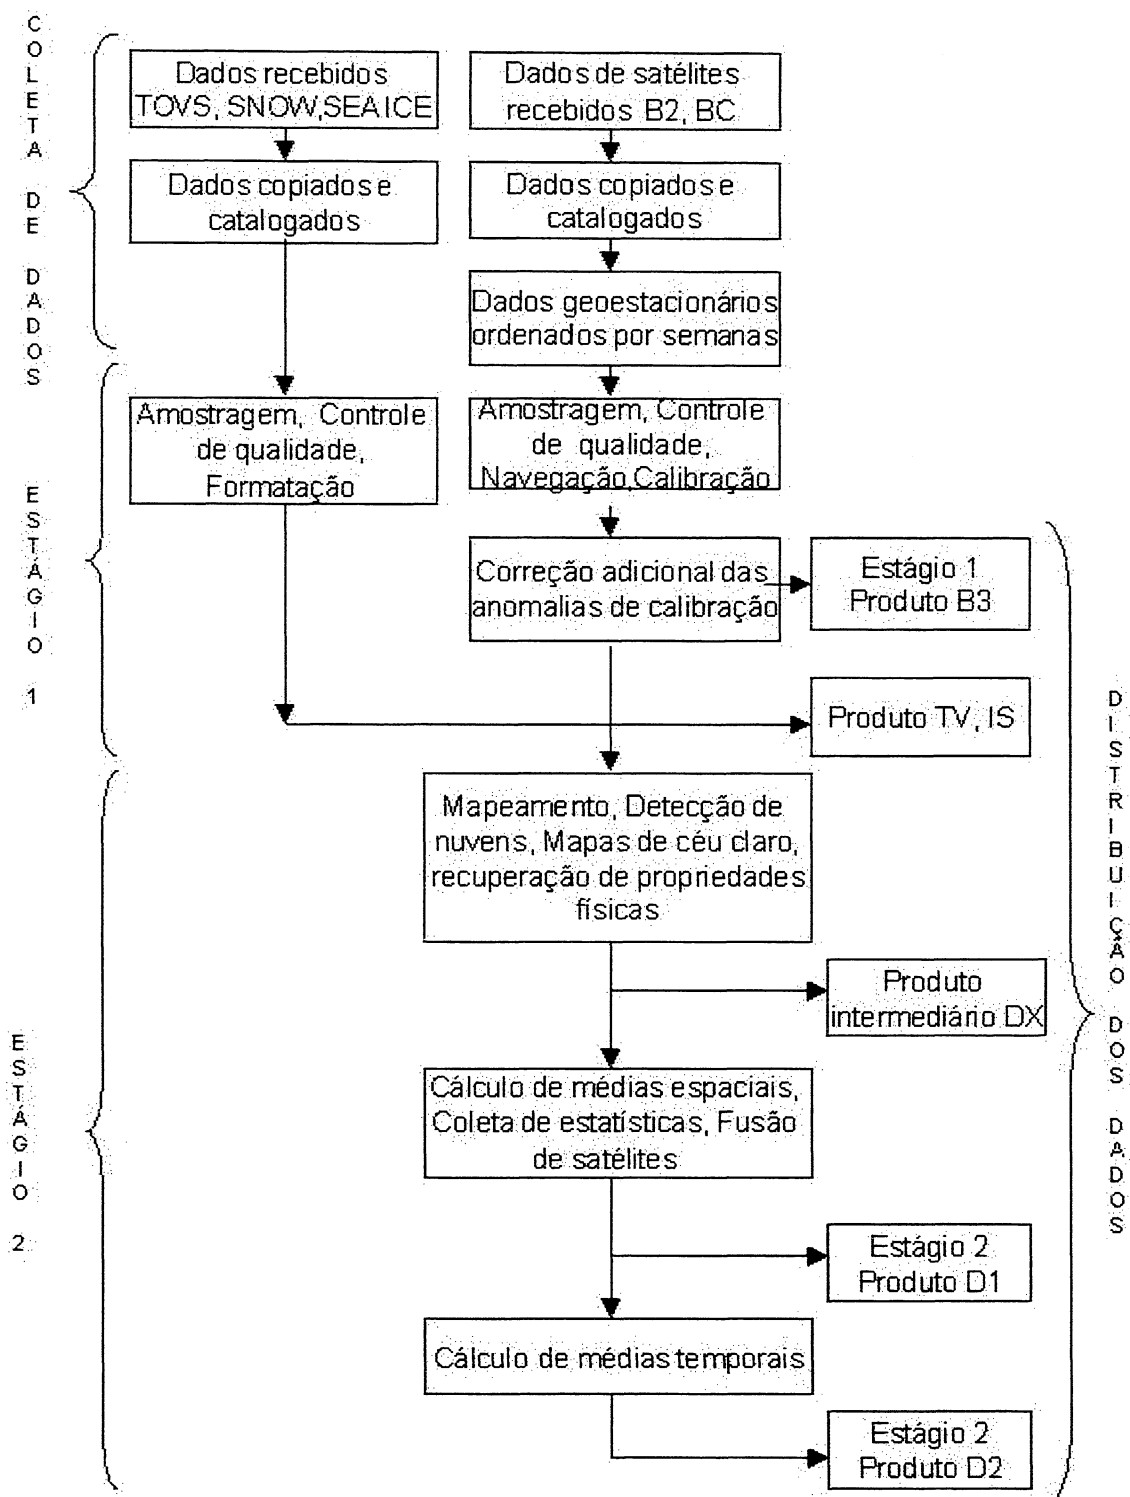 COLETA DE DADOS
Dados recebidos
TOVS, SNOW,SEAICE
Dados de satélites
recebidos B2, BC
Dados copiados e
catalogados
Dados copiados e
catalogados
Dados geoestacionários
ordenados por semanas
ESTÁGIO 1
Amostragem, Controle
de qualidade,
Formatação
Amostragem, Controle
de qualidade,
Navegação,Calibração
Correção adicional das
anomalias de calibração
Estágio 1
Produto B3
Produto TV, IS
DISTRIBUIÇÃO DOS DADOS
ESTÁGIO 2
Mapeamento, Detecção de
nuvens, Mapas de céu claro,
recuperação de propriedades
físicas
Produto
intermediário DX
Cálculo de médias espaciais,
Coleta de estatísticas, Fusão
de satélites
Estágio 2
Produto D1
Cálculo de médias temporais
Estágio 2
Produto D2